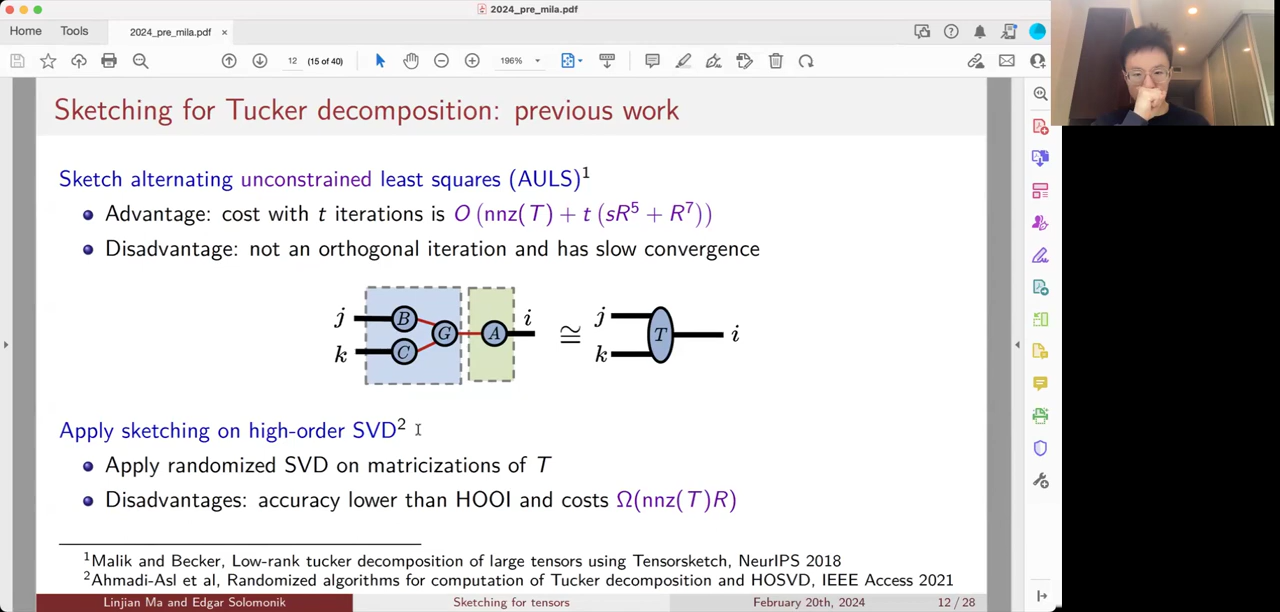 2024_pre_mila.pdf
Home
Tools
2024_pre_mila.pdf ×
12 (15 of 40) 196%
Sketching for Tucker decomposition: previous work
Sketch alternating unconstrained least squares (AULS)¹
Advantage: cost with t iterations is O (nnz(T) + t (sR⁵ + R⁷))
Disadvantage: not an orthogonal iteration and has slow convergence
j k B C G A i ≅ j k T i
Apply sketching on high-order SVD²
Apply randomized SVD on matricizations of T
Disadvantages: accuracy lower than HOOI and costs Ω(nnz(T)R)
¹Malik and Becker, Low-rank tucker decomposition of large tensors using Tensorsketch, NeurIPS 2018
²Ahmadi-Asl et al, Randomized algorithms for computation of Tucker decomposition and HOSVD, IEEE Access 2021
Linjian Ma and Edgar Solomonik
Sketching for tensors
February 20th, 2024
12 / 28